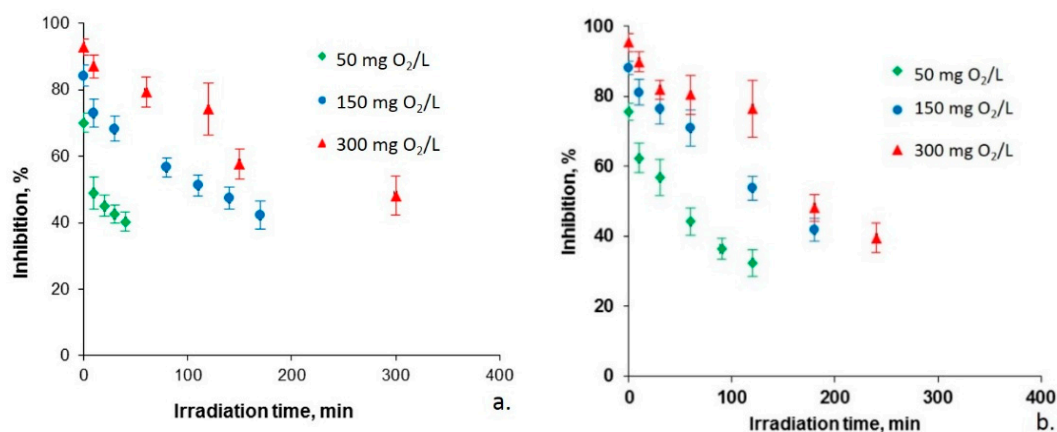 100
80
60
40
20
0
0
100
200
300
400
Inhibition, %
Irradiation time, min
50 mg O₂/L
150 mg O₂/L
300 mg O₂/L
a.
100
80
60
40
20
0
0
100
200
300
400
Inhibition, %
Irradiation time, min
50 mg O₂/L
150 mg O₂/L
300 mg O₂/L
b.